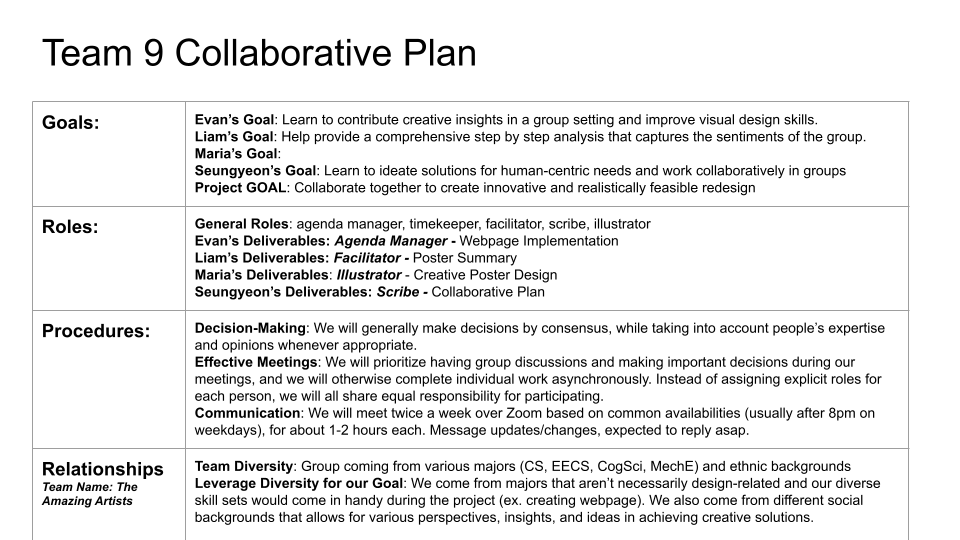 Team 9 Collaborative Plan
Goals:
Evan’s Goal: Learn to contribute creative insights in a group setting and improve visual design skills.
Liam’s Goal: Help provide a comprehensive step by step analysis that captures the sentiments of the group.
Maria’s Goal:
Seungyeon’s Goal: Learn to ideate solutions for human-centric needs and work collaboratively in groups
Project GOAL: Collaborate together to create innovative and realistically feasible redesign
Roles:
General Roles: agenda manager, timekeeper, facilitator, scribe, illustrator
Evan’s Deliverables: Agenda Manager - Webpage Implementation
Liam’s Deliverables: Facilitator - Poster Summary
Maria’s Deliverables: Illustrator - Creative Poster Design
Seungyeon’s Deliverables: Scribe - Collaborative Plan
Procedures:
Decision-Making: We will generally make decisions by consensus, while taking into account people’s expertise
and opinions whenever appropriate.
Effective Meetings: We will prioritize having group discussions and making important decisions during our
meetings, and we will otherwise complete individual work asynchronously. Instead of assigning explicit roles for
each person, we will all share equal responsibility for participating.
Communication: We will meet twice a week over Zoom based on common availabilities (usually after 8pm on
weekdays), for about 1-2 hours each. Message updates/changes, expected to reply asap.
Relationships
Team Name: The
Amazing Artists
Team Diversity: Group coming from various majors (CS, EECS, CogSci, MechE) and ethnic backgrounds
Leverage Diversity for our Goal: We come from majors that aren’t necessarily design-related and our diverse
skill sets would come in handy during the project (ex. creating webpage). We also come from different social
backgrounds that allows for various perspectives, insights, and ideas in achieving creative solutions.